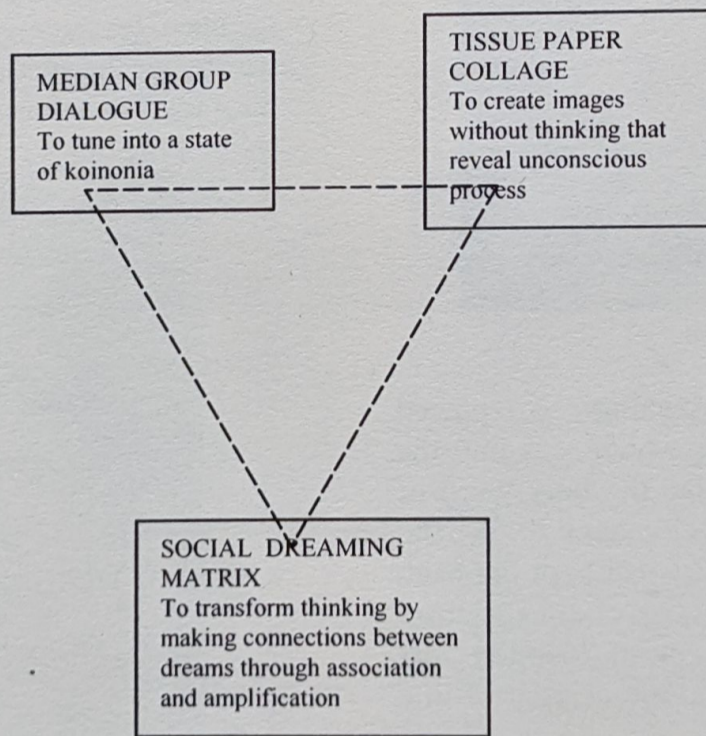 MEDIAN GROUP
DIALOGUE
To tune into a state
of koinonia
TISSUE PAPER
COLLAGE
To create images
without thinking that
reveal unconscious
process
SOCIAL DREAMING
MATRIX
To transform thinking by
making connections between
dreams through association
and amplification